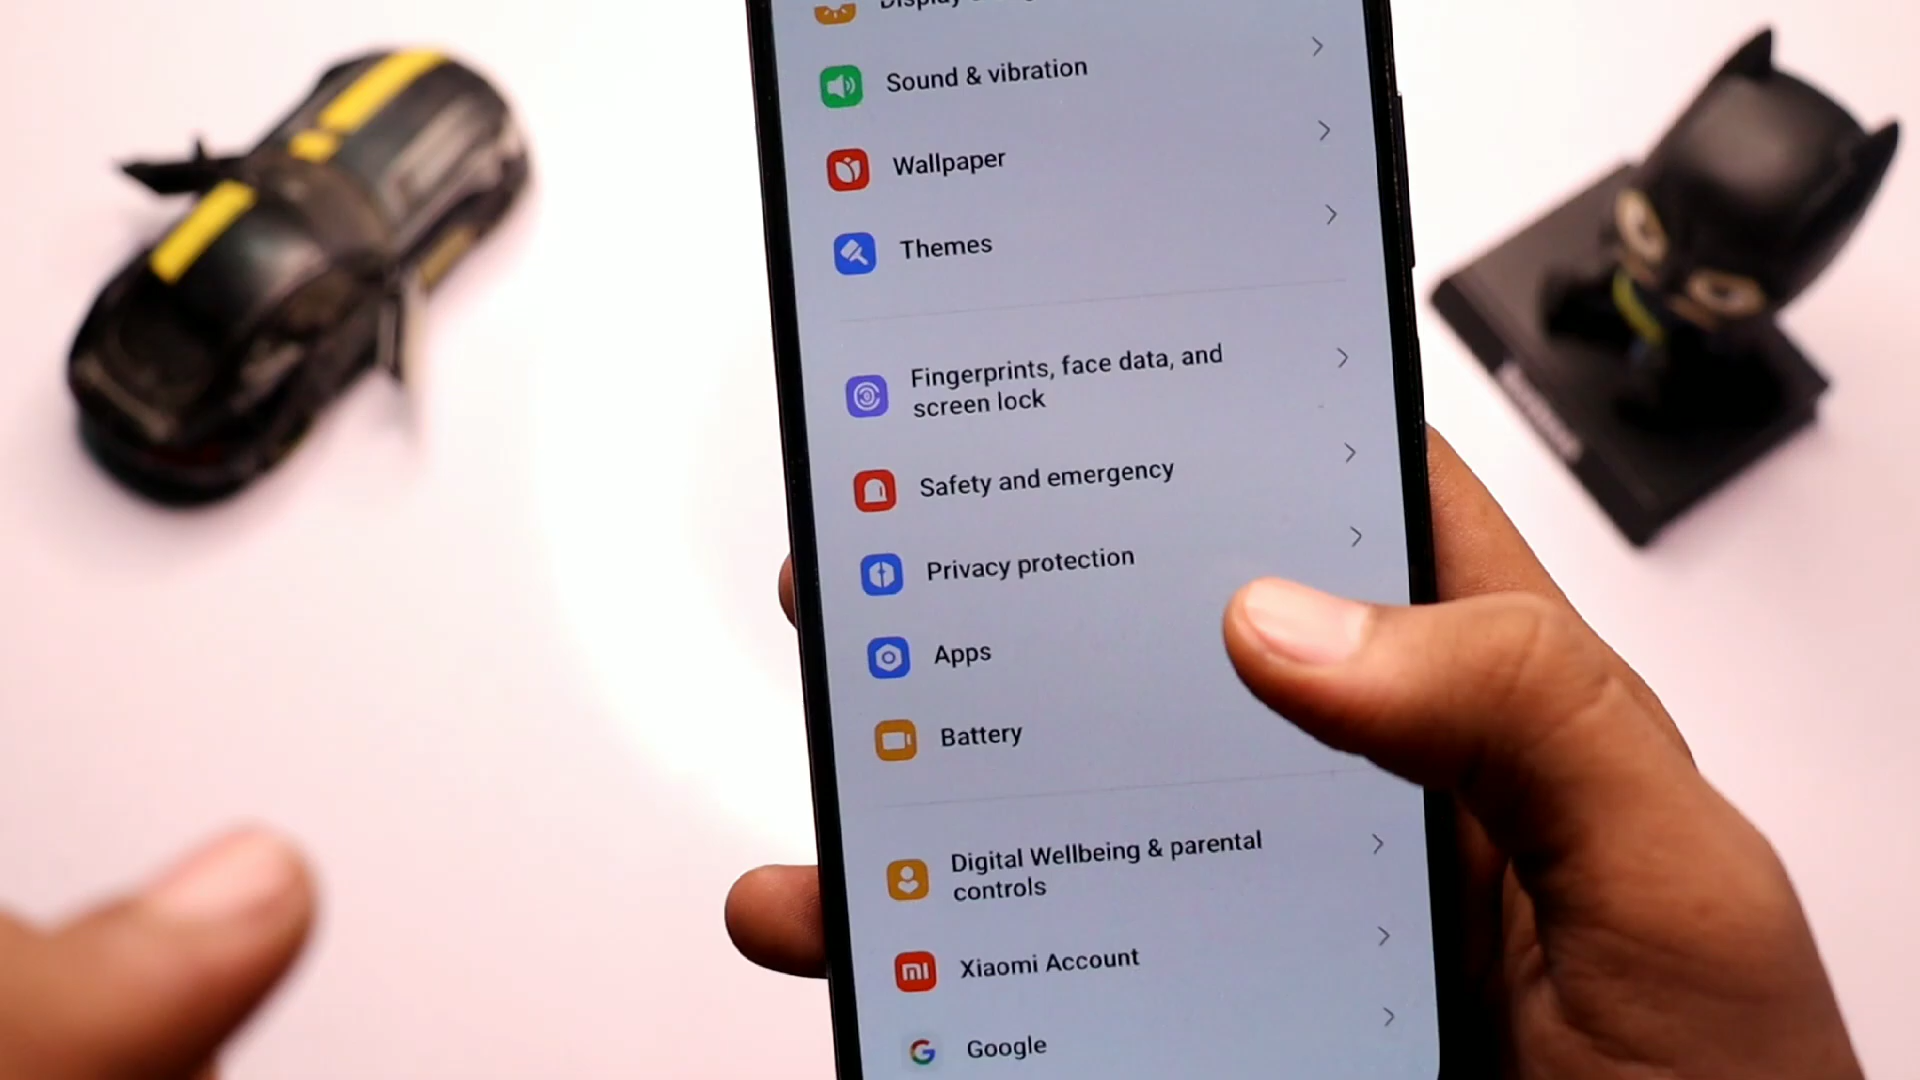 Sound & vibration
Wallpaper
Themes
Fingerprints, face data, and
screen lock
Safety and emergency
Privacy protection
Apps
Battery
Digital Wellbeing & parental
controls
mi
Xiaomi Account
G
Google